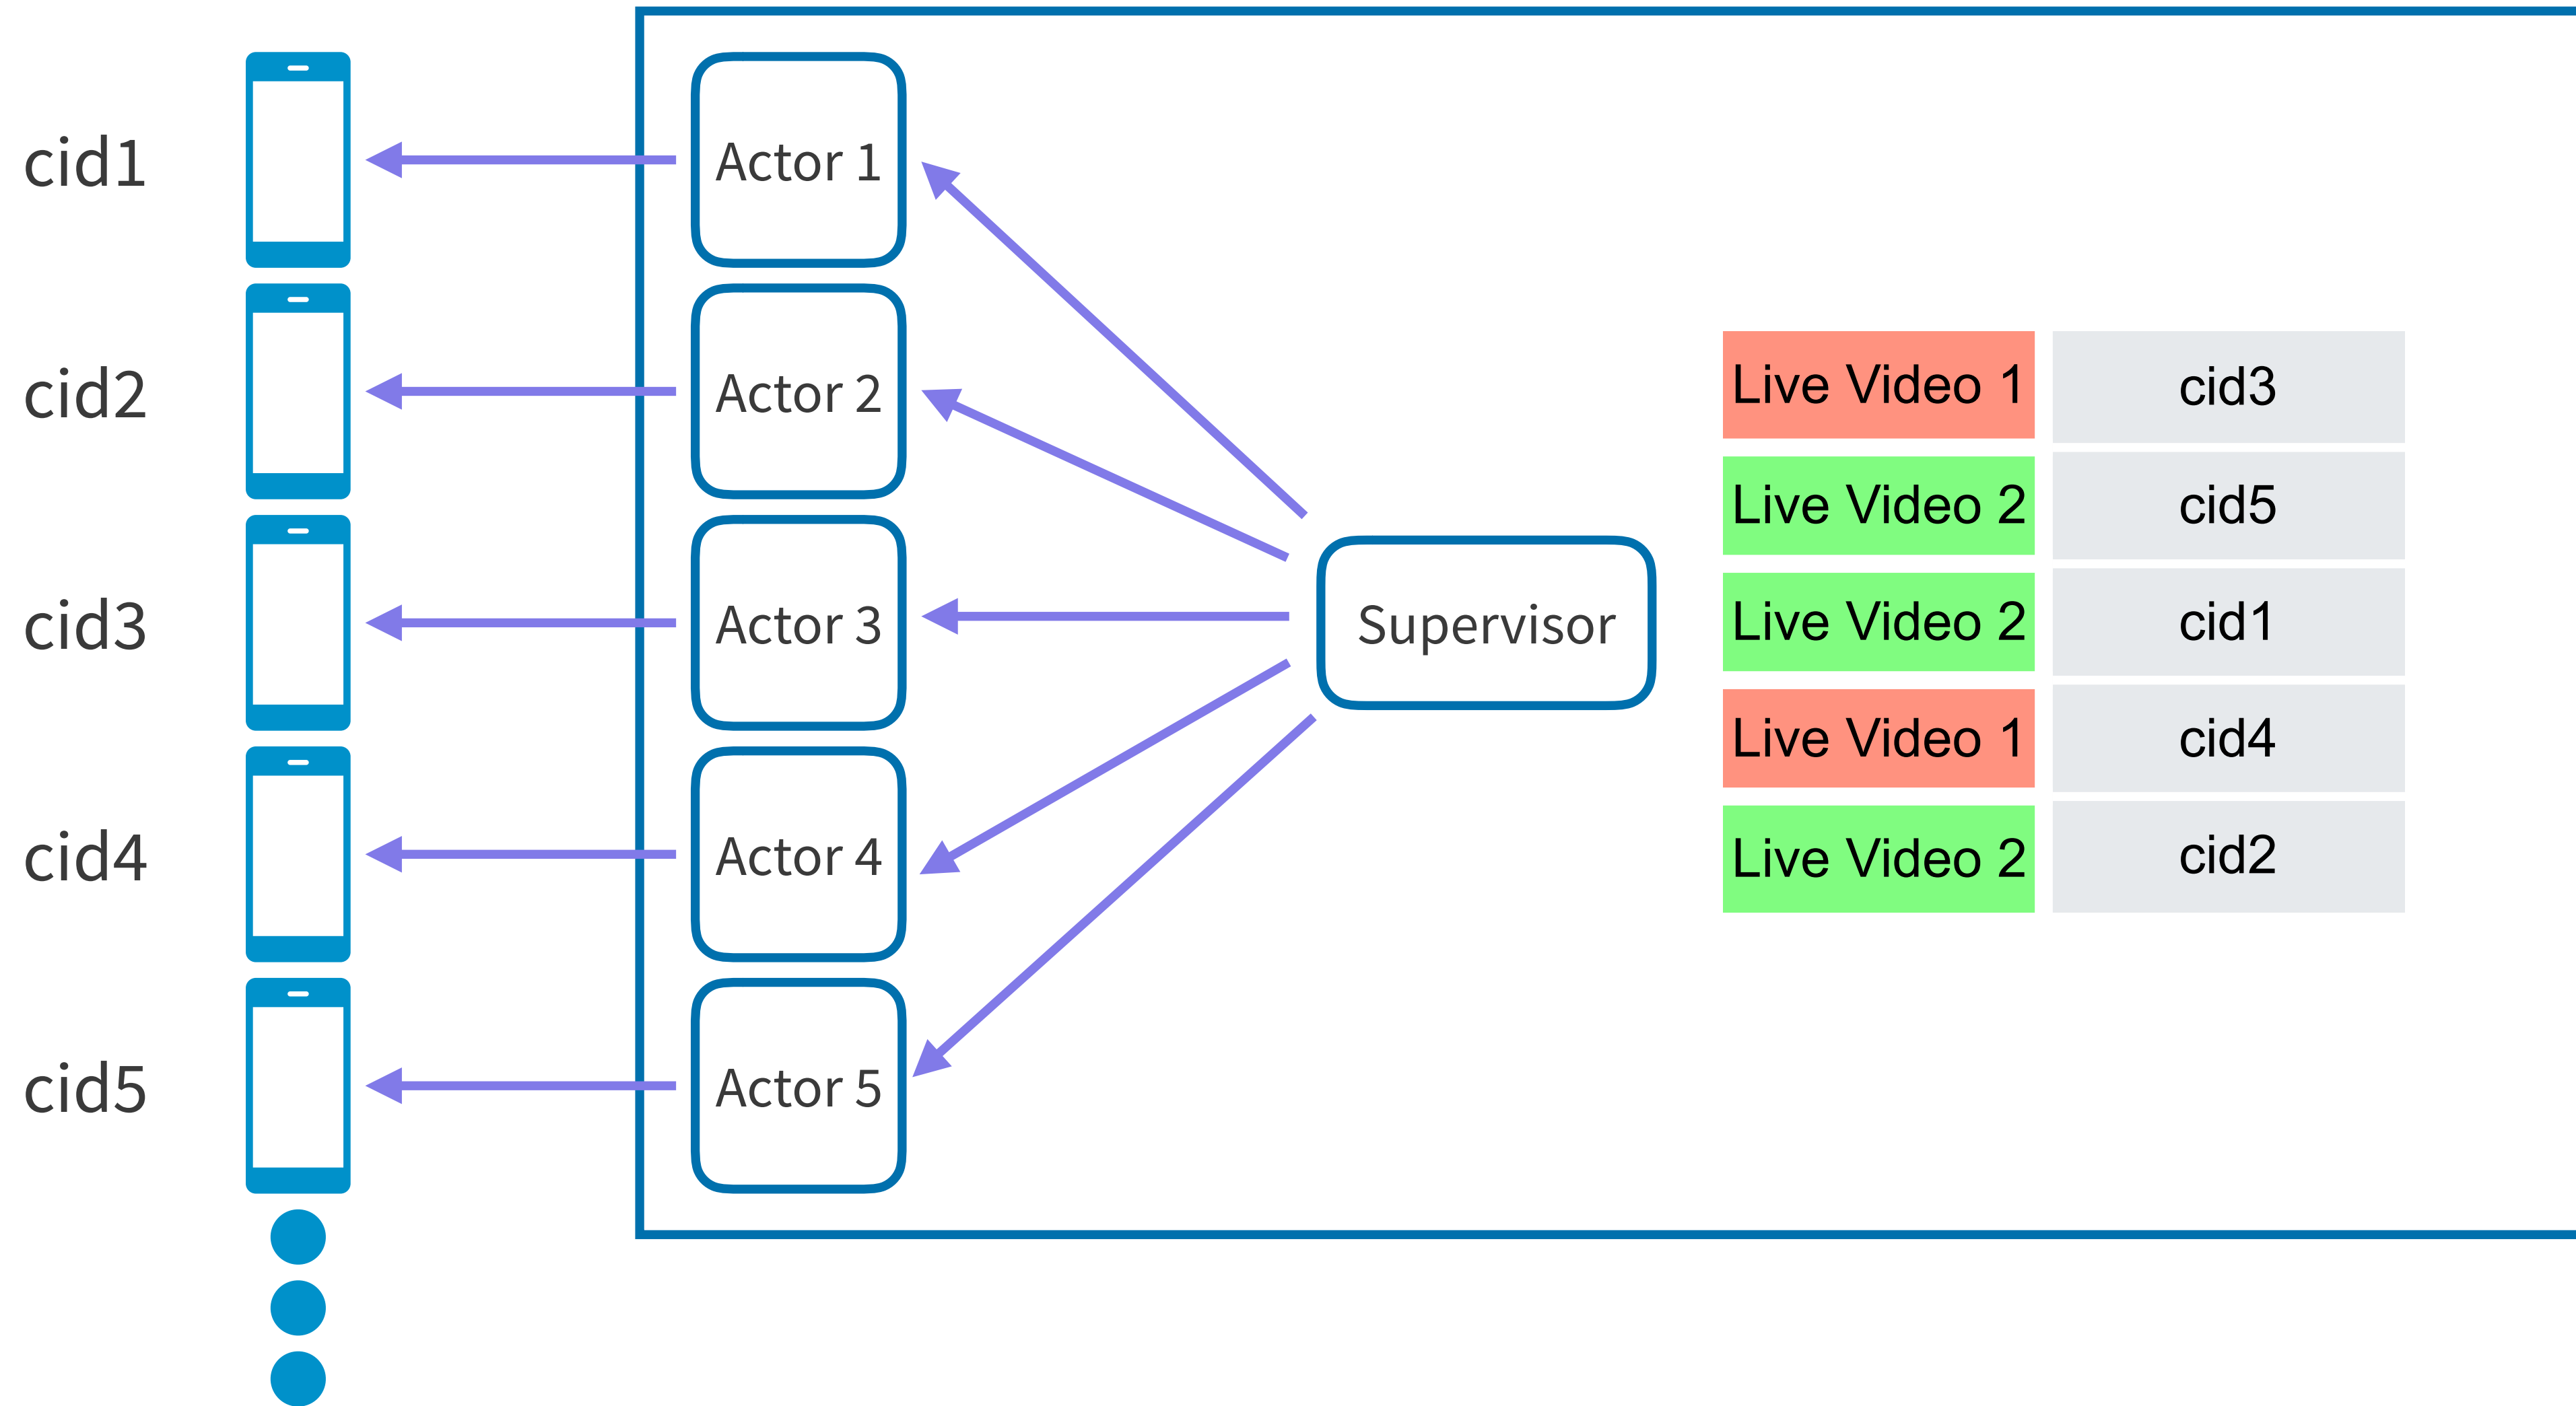 cid1
Actor 1
cid2
Actor 2
cid3
Actor 3
cid4
Actor 4
cid5
Actor 5
Supervisor
Live Video 1 cid3
Live Video 2 cid5
Live Video 2 cid1
Live Video 1 cid4
Live Video 2 cid2